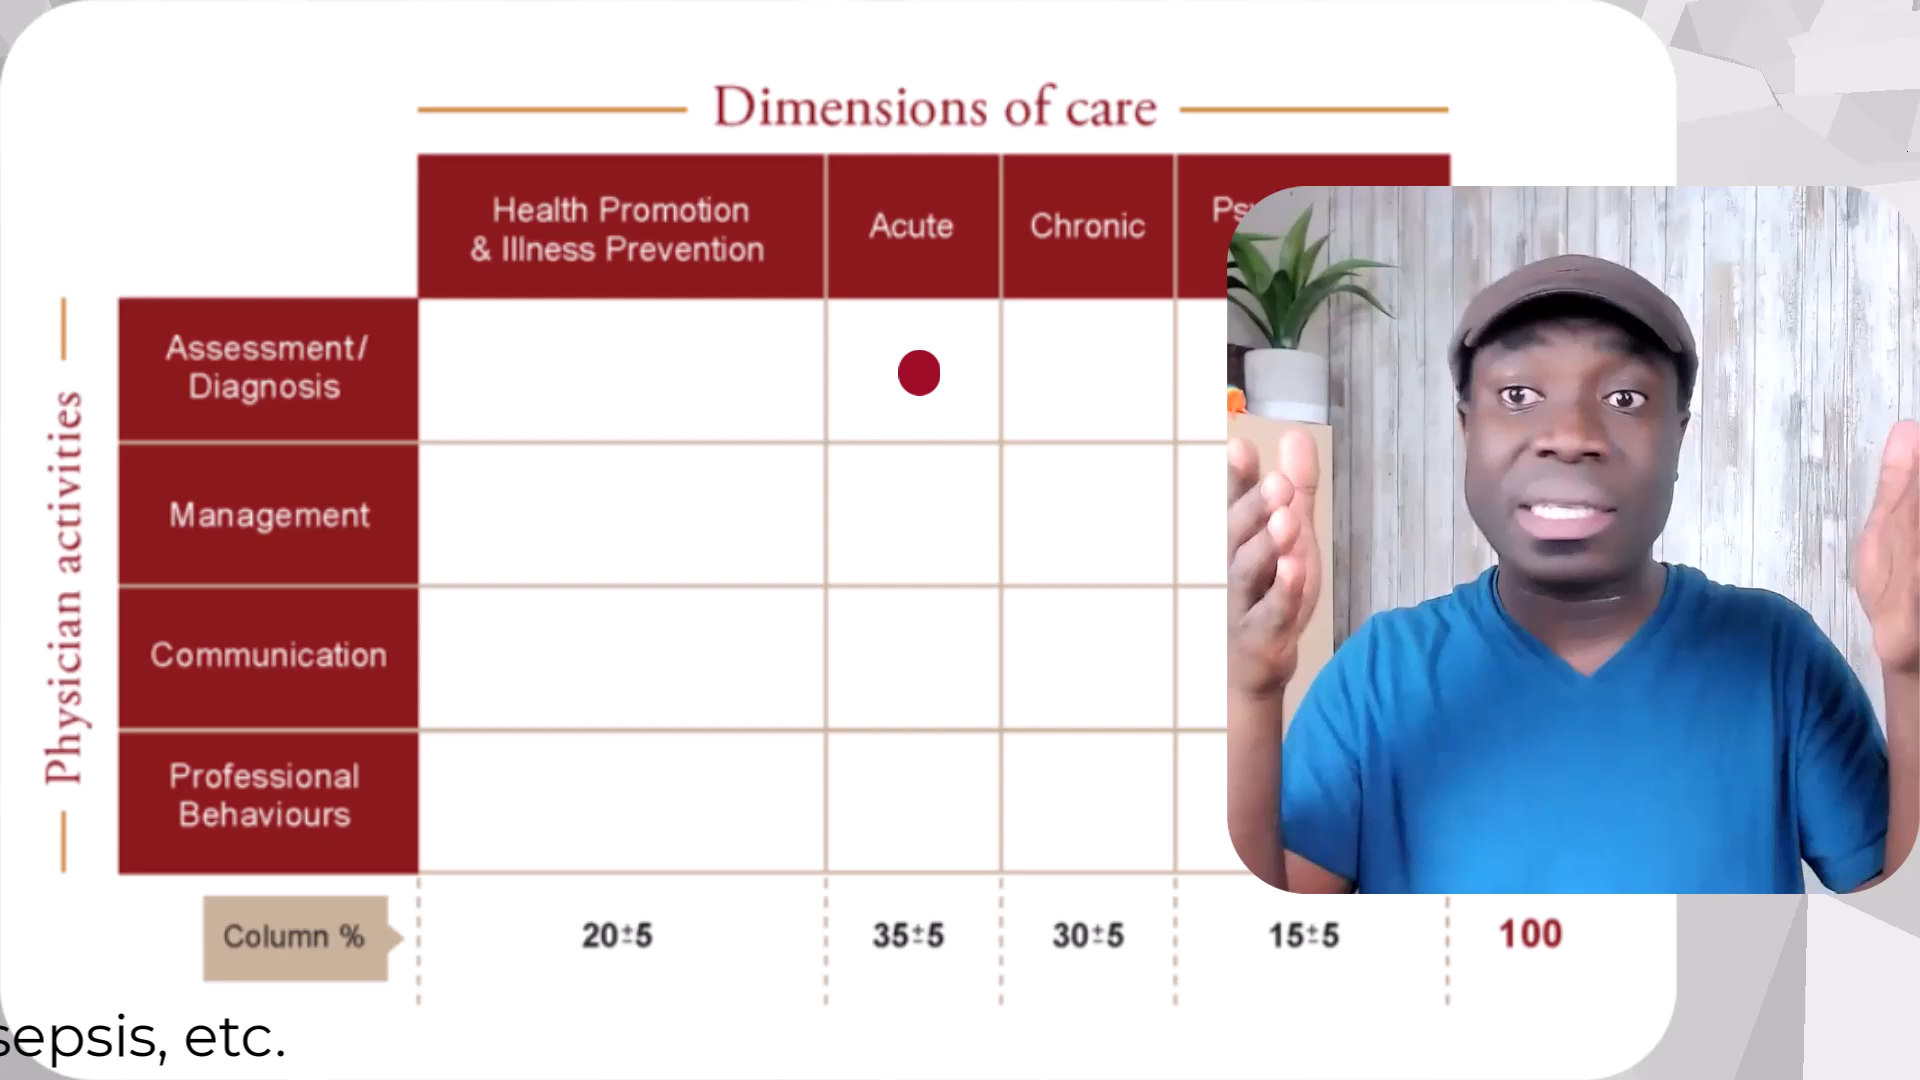 Dimensions of care
Health Promotion
& Illness Prevention
Acute
Chronic
Physician activities
Assessment/
Diagnosis
Management
Communication
Professional
Behaviours
Column %
20±5
35±5
30±5
15±5
100
sepsis, etc.